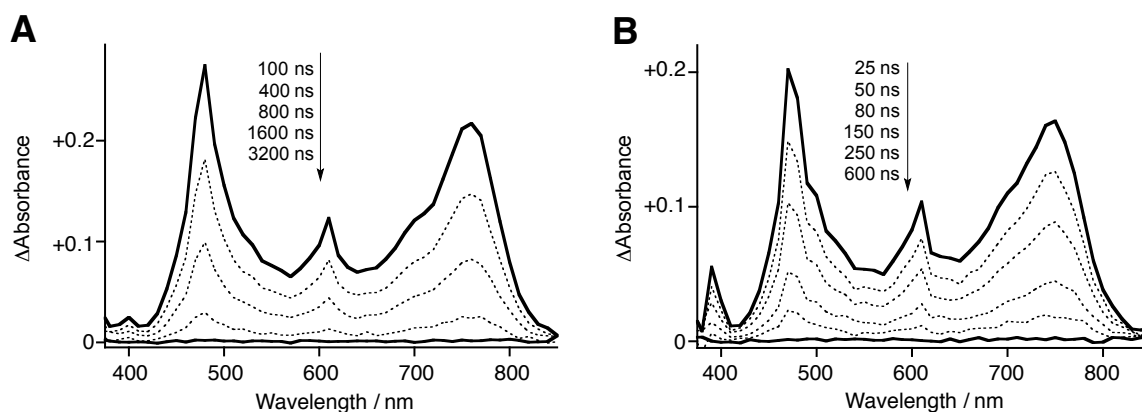 A
100 ns
400 ns
800 ns
1600 ns
3200 ns
+0.2
+0.1
0
ΔAbsorbance
400 500 600 700 800
Wavelength / nm
B
25 ns
50 ns
80 ns
150 ns
250 ns
600 ns
+0.2
+0.1
0
ΔAbsorbance
400 500 600 700 800
Wavelength / nm